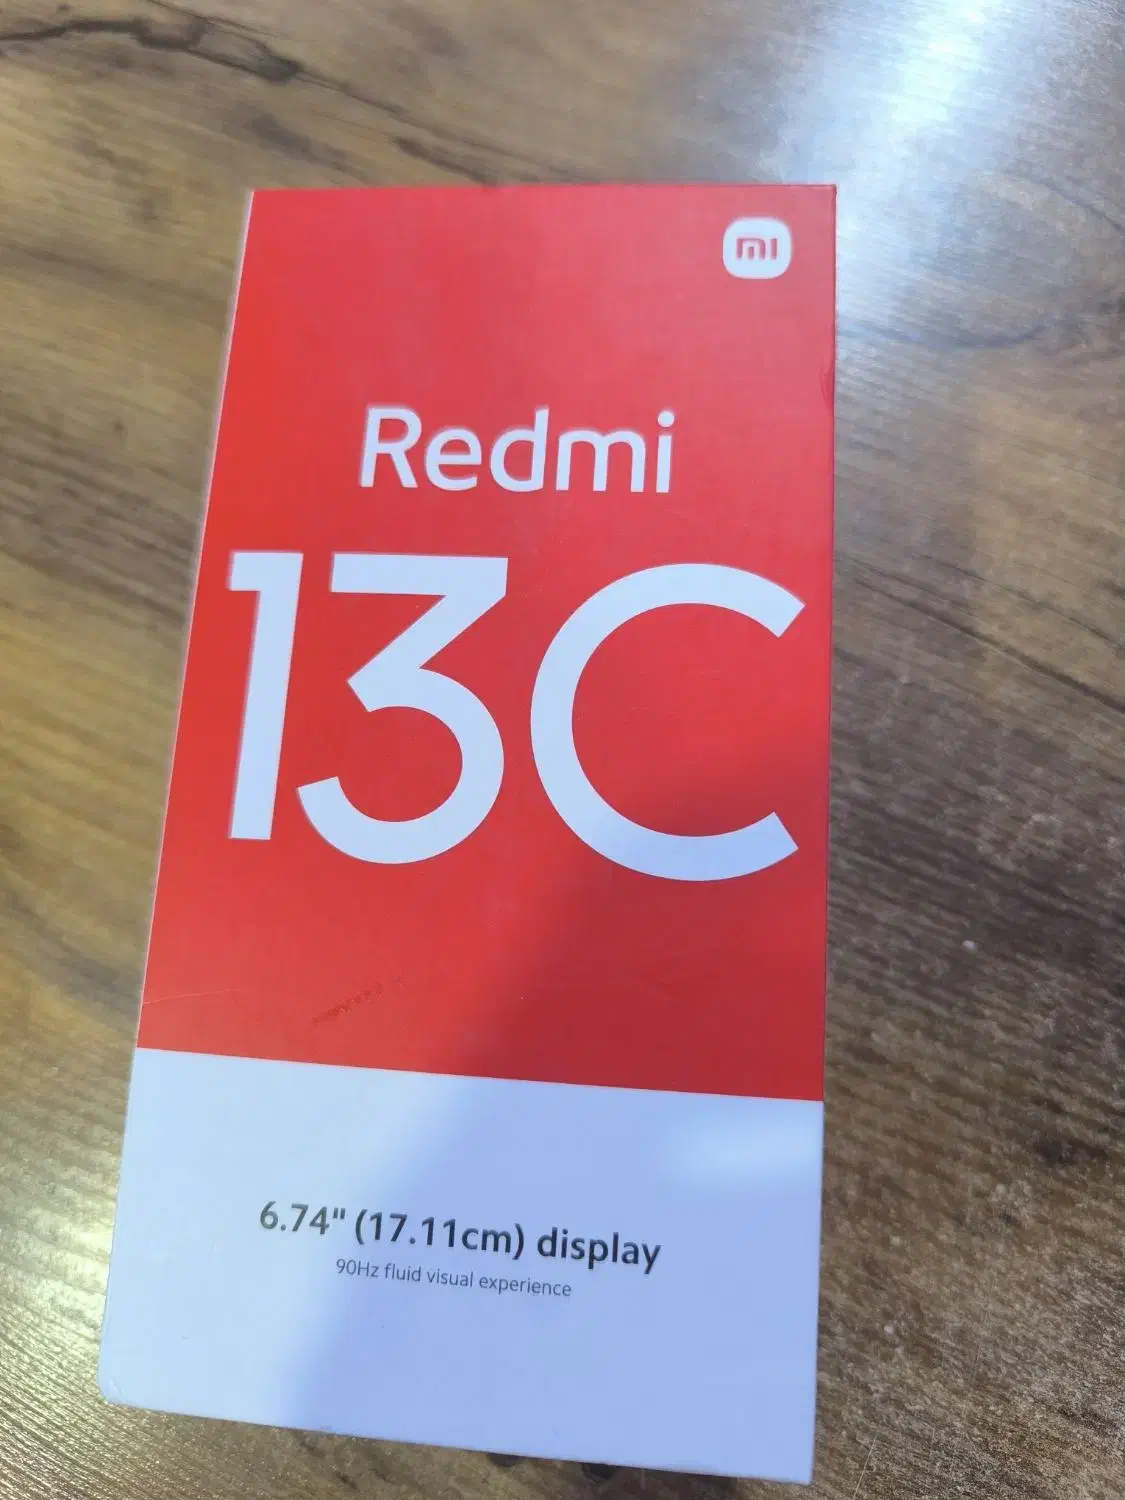 mi
Redmi
13C
6.74" (17.11cm) display
90Hz fluid visual experience